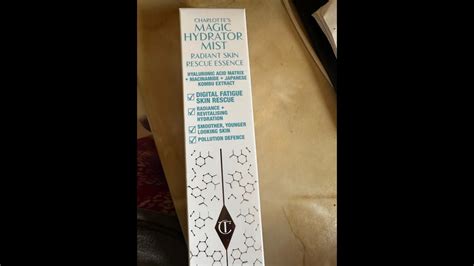 CHARLOTTE'S
MAGIC
HYDRATOR
MIST
RADIANT SKIN
RESCUE ESSENCE
HYALURONIC ACID MATRIX
+ NIACINAMIDE + JAPANESE
KOMBU EXTRACT
DIGITAL FATIGUE
SKIN RESCUE
RADIANCE +
REVITALISING
HYDRATION
SMOOTHER, YOUNGER
LOOKING SKIN
POLLUTION DEFENCE
CT